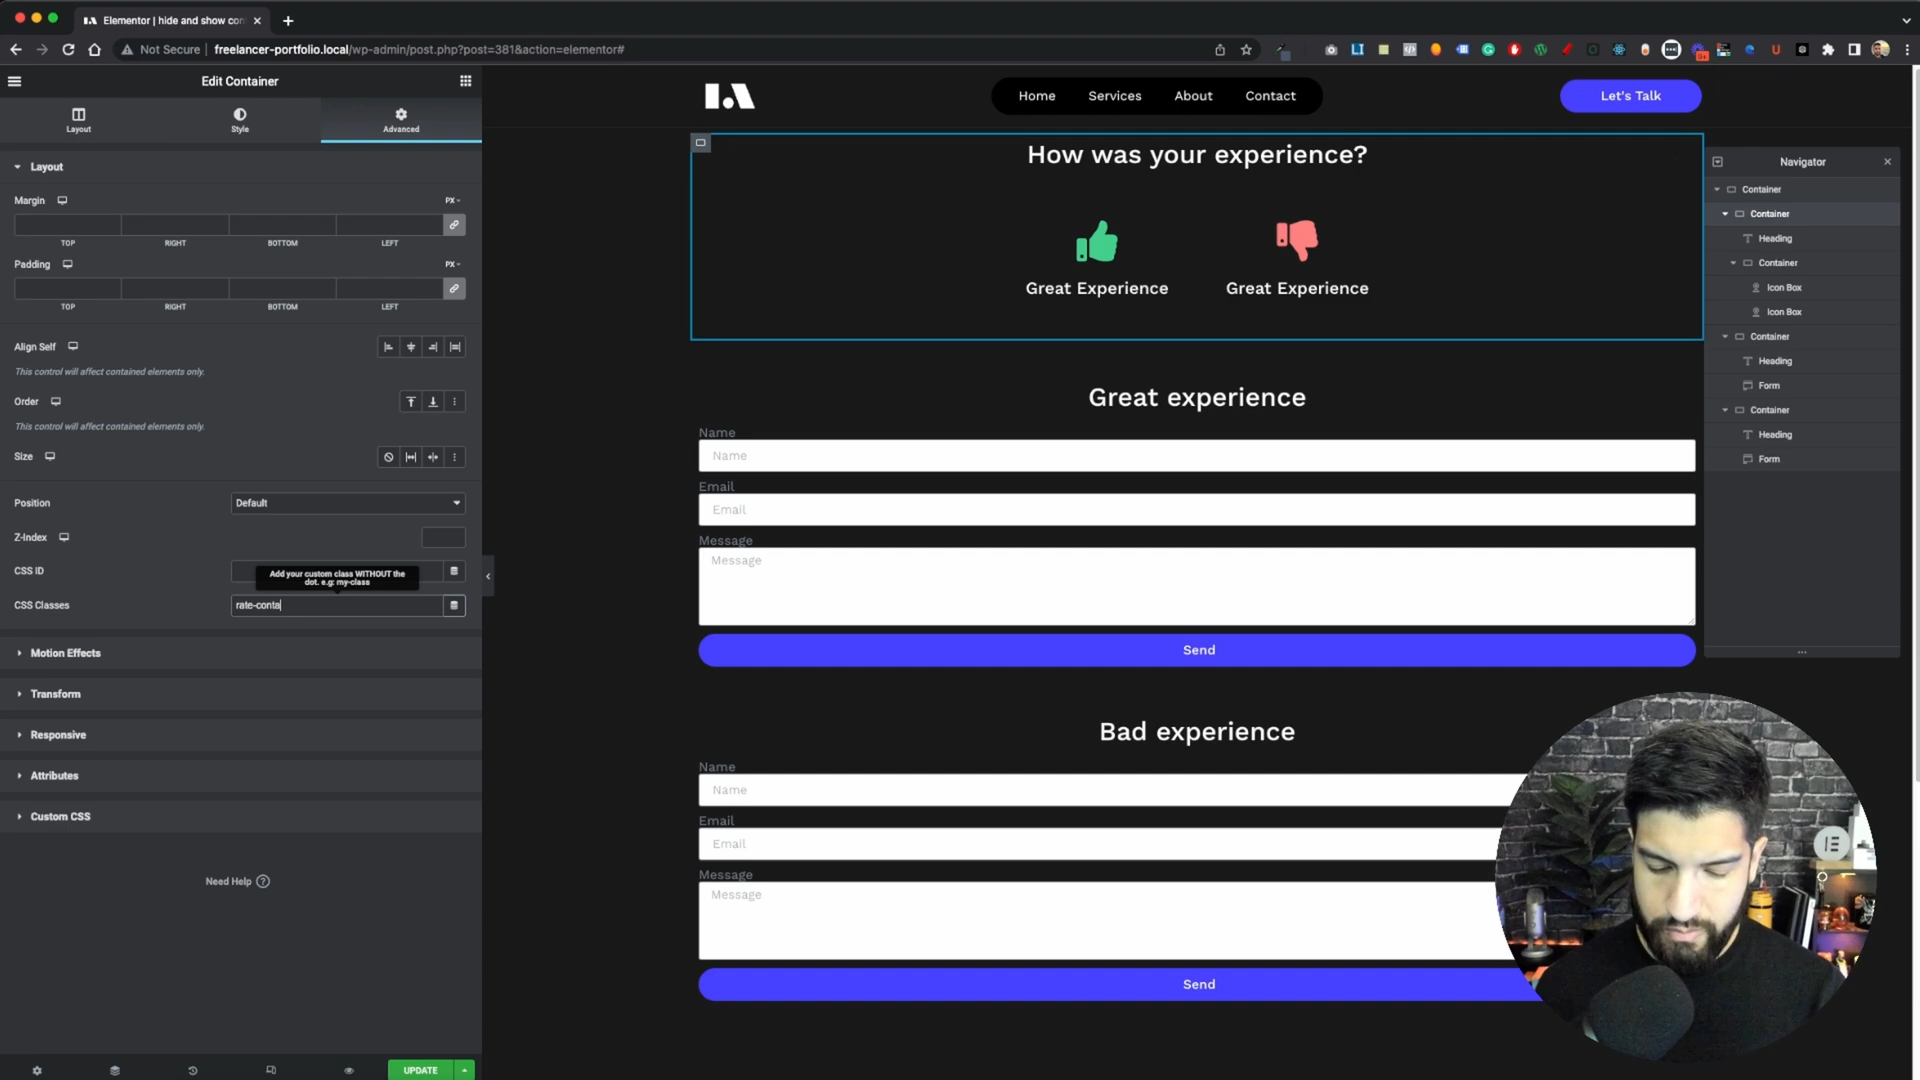 Elementor | hide and show con
Not Secure
freelancer-portfolio.local/wp-admin/post.php?post=381&action=elementor#
Edit Container
Layout
Style
Advanced
Layout
Margin
PX
TOP
RIGHT
BOTTOM
LEFT
Padding
PX
TOP
RIGHT
BOTTOM
LEFT
Align Self
This control will affect contained elements only.
Order
This control will affect contained elements only.
Size
Position
Default
Z-Index
CSS ID
Add your custom class WITHOUT the
dot. e.g: my-class
CSS Classes
rate-conta
Motion Effects
Transform
Responsive
Attributes
Custom CSS
Need Help
UPDATE
Home
Services
About
Contact
Let's Talk
How was your experience?
Great Experience
Great Experience
Great experience
Name
Name
Email
Email
Message
Message
Send
Bad experience
Name
Name
Email
Email
Message
Message
Send
Navigator
Container
Container
Heading
Container
Icon Box
Icon Box
Container
Heading
Form
Container
Heading
Form